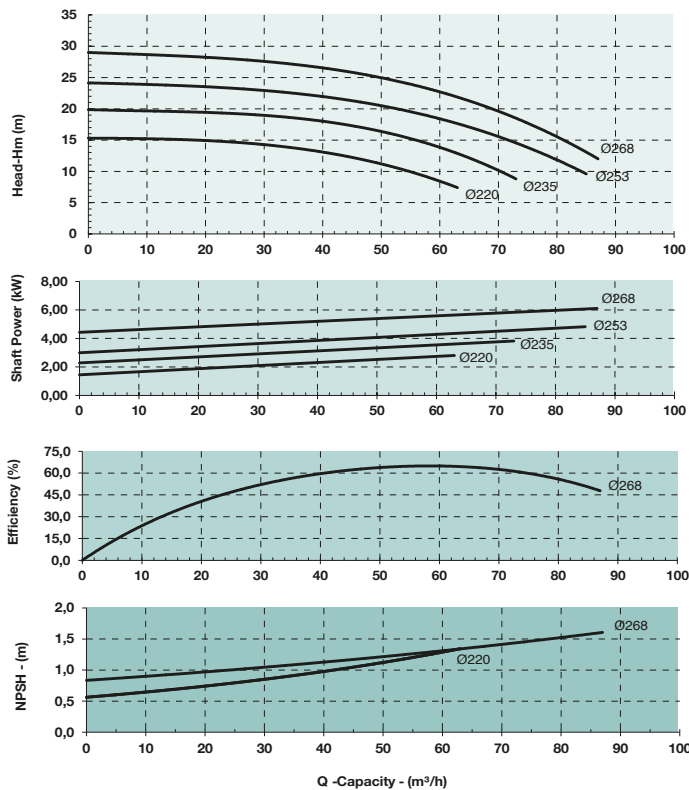 35
30
25
20
15
10
5
0
Head-Hm (m)
Ø268
Ø253
Ø235
Ø220
0 10 20 30 40 50 60 70 80 90 100
8,00
6,00
4,00
2,00
0,00
Shaft Power (kW)
Ø268
Ø253
Ø235
Ø220
0 10 20 30 40 50 60 70 80 90 100
75,0
60,0
45,0
30,0
15,0
0,0
Efficiency (%)
Ø268
0 10 20 30 40 50 60 70 80 90 100
2,0
1,5
1,0
0,5
0,0
NPSH - (m)
Ø268
Ø220
0 10 20 30 40 50 60 70 80 90 100
Q -Capacity - (m³/h)